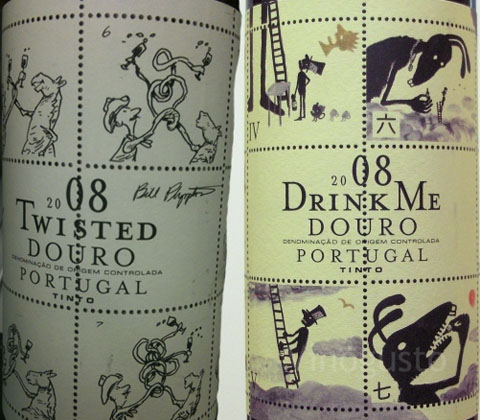 6
2008
Bill Plympton
TWISTED
DOURO
DENOMINAÇÃO DE ORIGEM CONTROLADA
PORTUGAL
TINTO
7
IV
六
2008
DRINK ME
DOURO
DENOMINAÇÃO DE ORIGEM CONTROLADA
PORTUGAL
TINTO
七